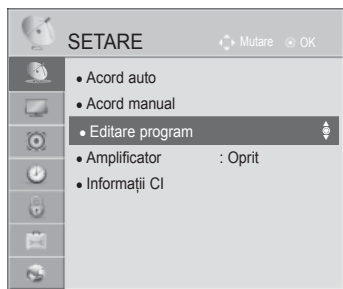 SETARE
Mutare OK
• Acord auto
• Acord manual
• Editare program
• Amplificator : Oprit
• Informații CI